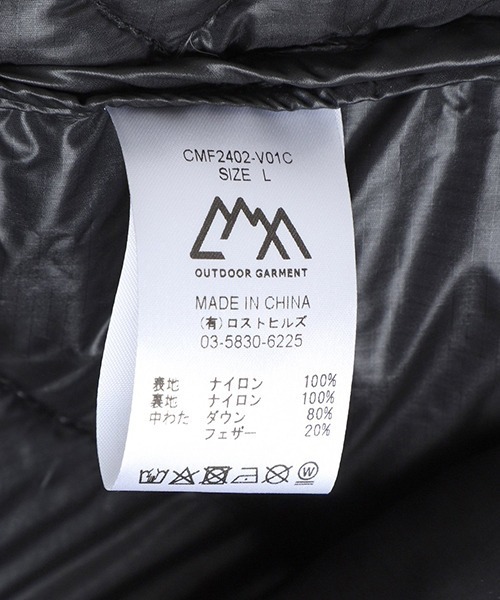 CMF2402-V01C
SIZE L
OUTDOOR GARMENT
MADE IN CHINA
(有)ロストヒルズ
03-5830-6225
表地 ナイロン 100%
裏地 ナイロン 100%
中わた ダウン 80%
フェザー 20%
W